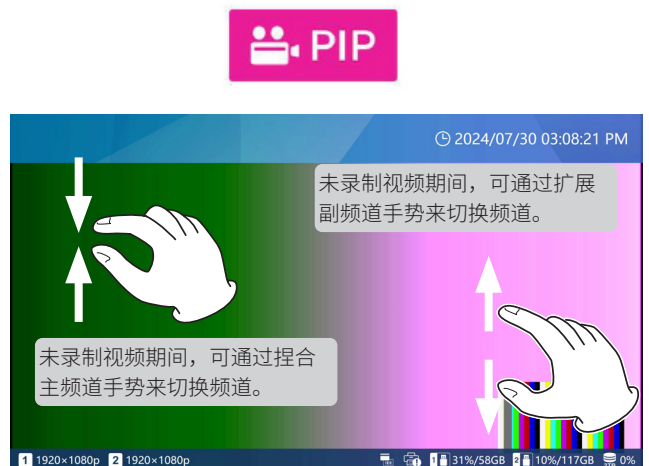 PIP
2024/07/30 03:08:21 PM
未录制视频期间，可通过扩展
副频道手势来切换频道。
未录制视频期间，可通过捏合
主频道手势来切换频道。
1 1920×1080p 2 1920×1080p 1 31%/58GB 2 10%/117GB 0%